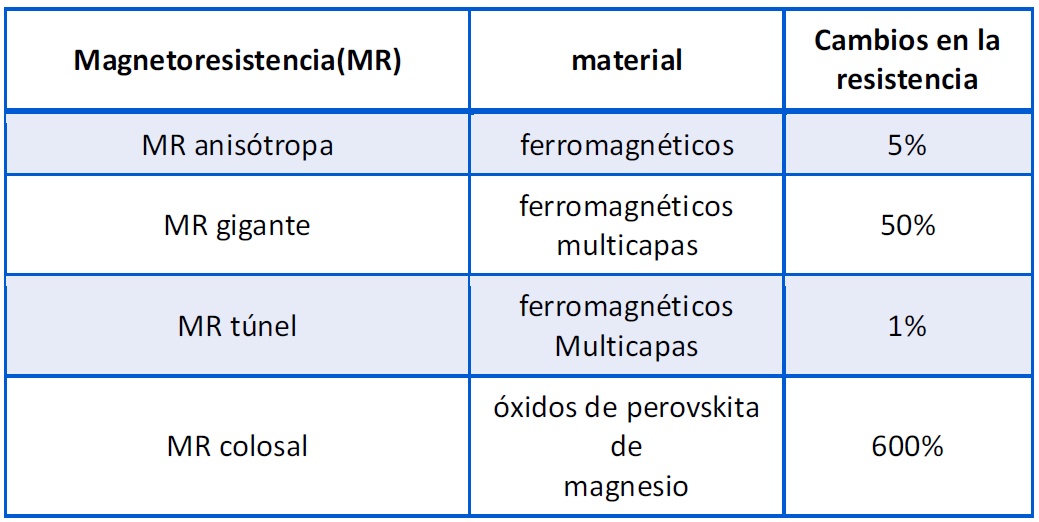 Magnetoresistencia(MR) material Cambios en la
resistencia
MR anisótropa ferromagnéticos 5%
MR gigante ferromagnéticos
multicapas 50%
MR túnel ferromagnéticos
Multicapas 1%
MR colosal óxidos de perovskita
de
magnesio 600%